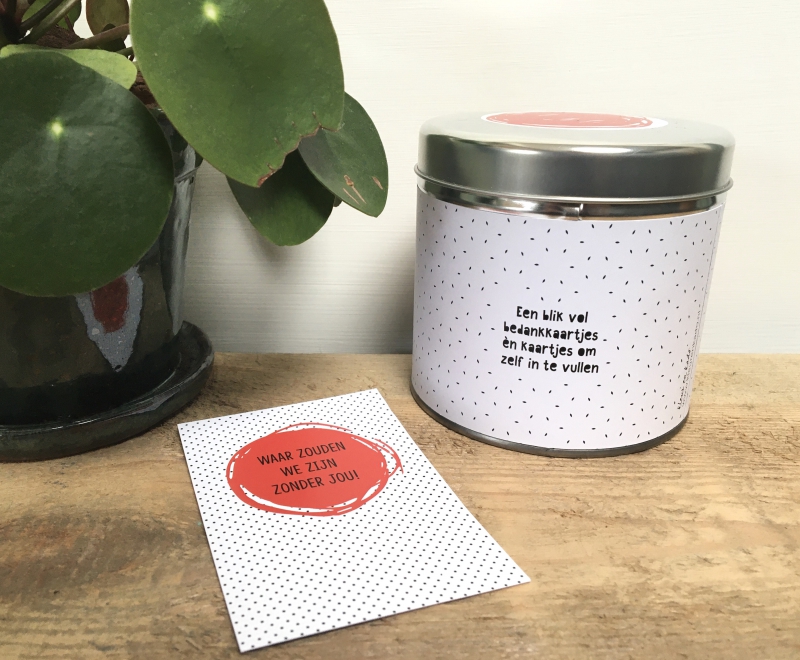 Een blik vol
bedankkaartjes
èn kaartjes om
zelf in te vullen
WAAR ZOUDEN
WE ZIJN
ZONDER JOU!